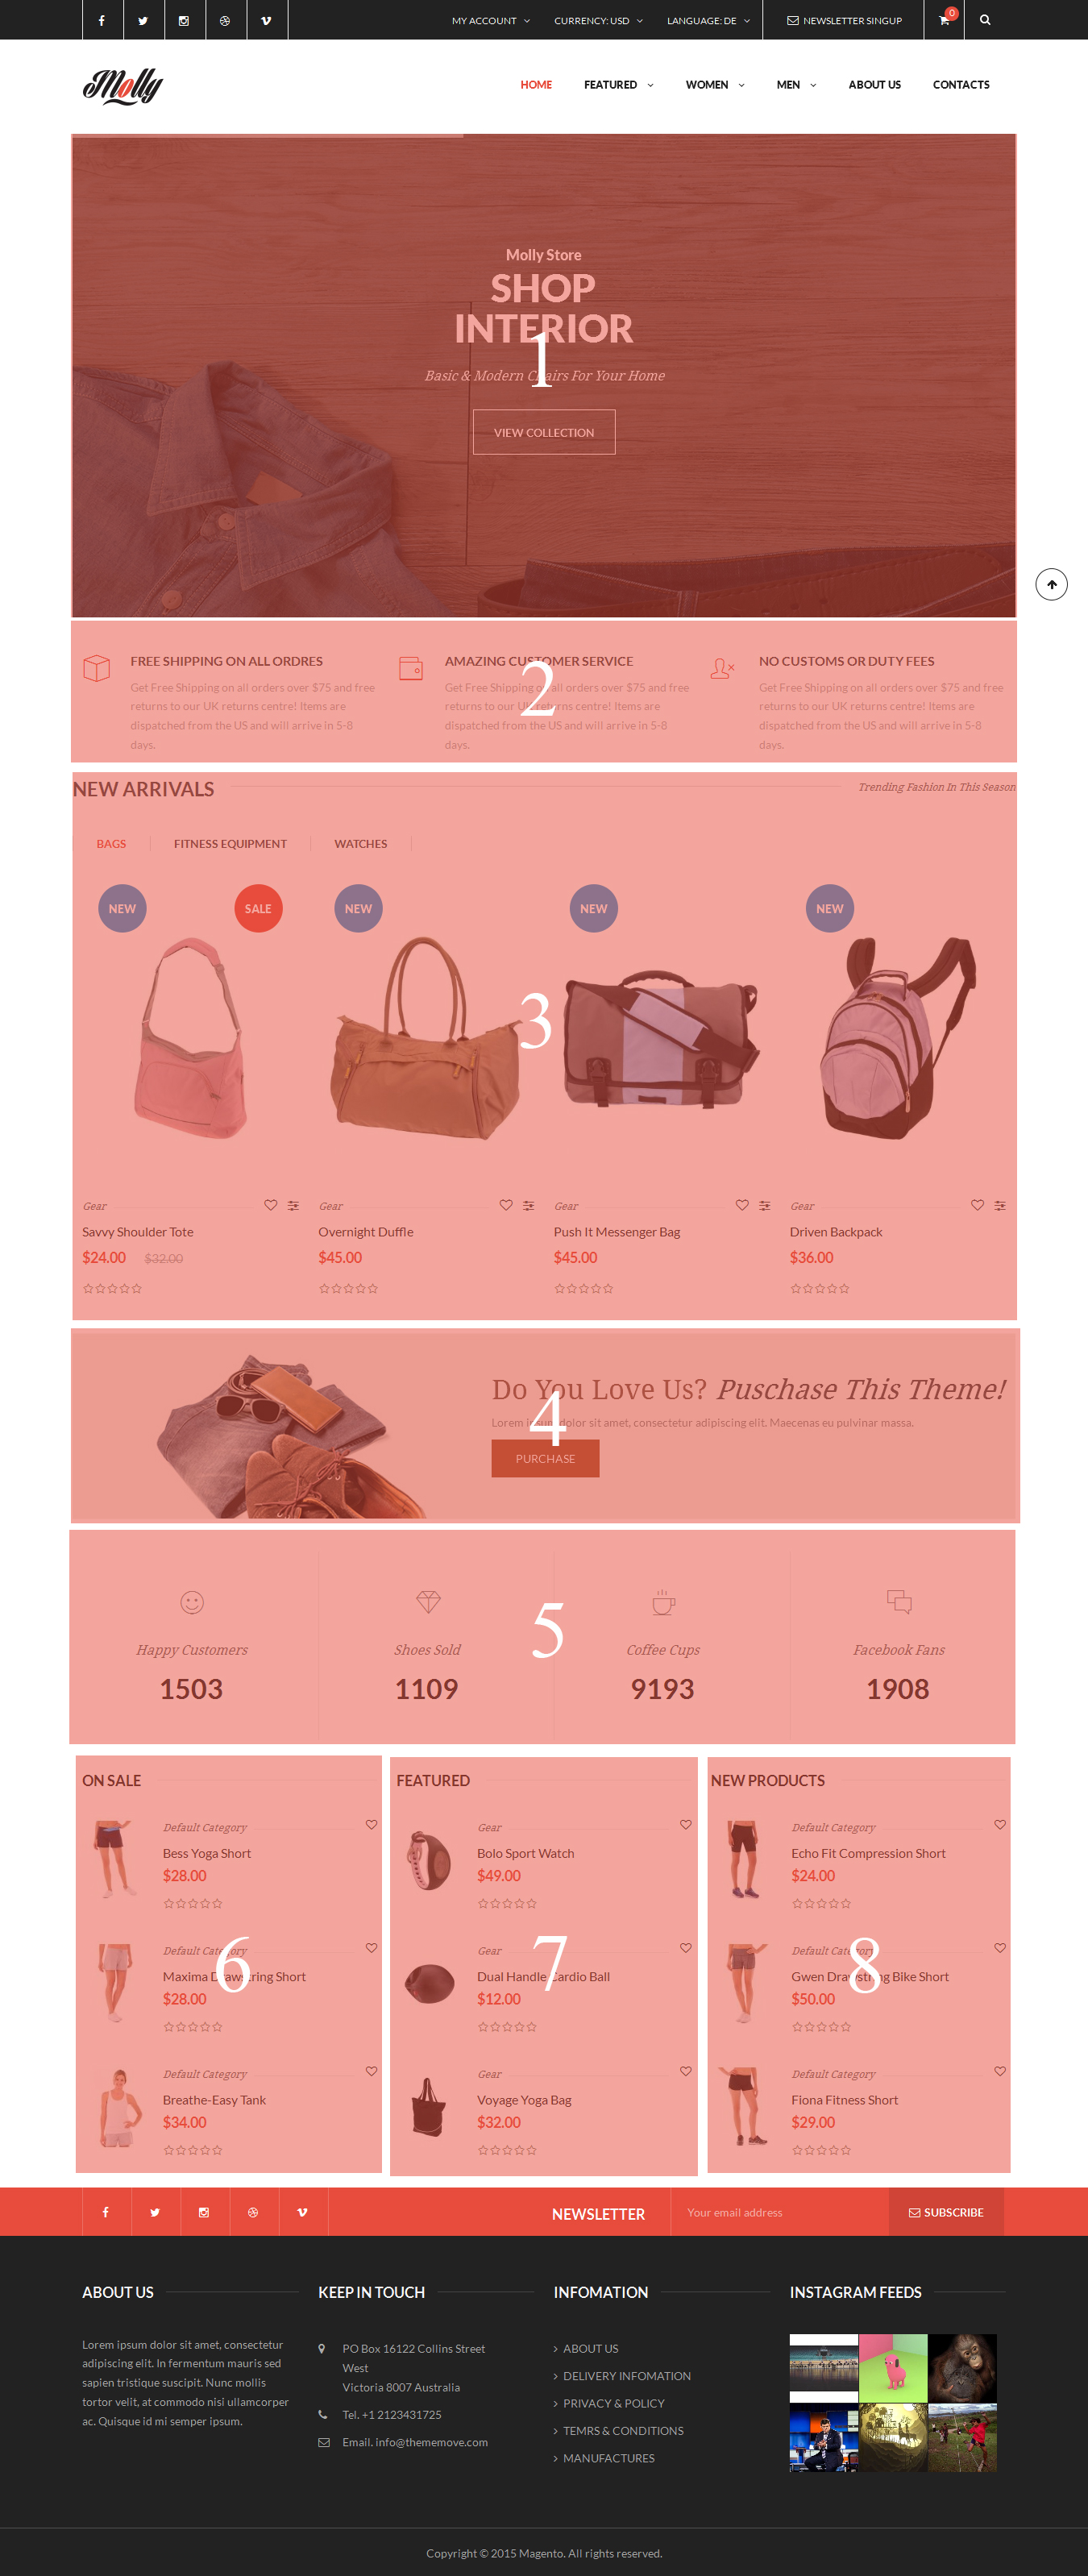 MY ACCOUNT CURRENCY: USD LANGUAGE: DE NEWSLETTER SINGUP 0
Molly HOME FEATURED WOMEN MEN ABOUT US CONTACTS
Molly Store
SHOP
INTERIOR
1
Basic & Modern Chairs For Your Home
VIEW COLLECTION
FREE SHIPPING ON ALL ORDRES
Get Free Shipping on all orders over $75 and free
returns to our UK returns centre! Items are
dispatched from the US and will arrive in 5-8
days.
AMAZING CUSTOMER SERVICE
2
Get Free Shipping on all orders over $75 and free
returns to our UK returns centre! Items are
dispatched from the US and will arrive in 5-8
days.
NO CUSTOMS OR DUTY FEES
Get Free Shipping on all orders over $75 and free
returns to our UK returns centre! Items are
dispatched from the US and will arrive in 5-8
days.
NEW ARRIVALS Trending Fashion In This Season
BAGS FITNESS EQUIPMENT WATCHES
NEW SALE NEW NEW NEW
3
Gear Gear Gear Gear
Savvy Shoulder Tote Overnight Duffle Push It Messenger Bag Driven Backpack
$24.00 $32.00 $45.00 $45.00 $36.00
Do You Love Us? Puschase This Theme!
4
Lorem ipsum dolor sit amet, consectetur adipiscing elit. Maecenas eu pulvinar massa.
PURCHASE
5
Happy Customers Shoes Sold Coffee Cups Facebook Fans
1503 1109 9193 1908
ON SALE
Default Category
Bess Yoga Short
$28.00
6
Default Category
Maxima Drawstring Short
$28.00
Default Category
Breathe-Easy Tank
$34.00
FEATURED
Gear
Bolo Sport Watch
$49.00
7
Gear
Dual Handle Cardio Ball
$12.00
Gear
Voyage Yoga Bag
$32.00
NEW PRODUCTS
Default Category
Echo Fit Compression Short
$24.00
8
Default Category
Gwen Drawstring Bike Short
$50.00
Default Category
Fiona Fitness Short
$29.00
NEWSLETTER Your email address SUBSCRIBE
ABOUT US
Lorem ipsum dolor sit amet, consectetur
adipiscing elit. In fermentum mauris sed
sapien tristique suscipit. Nunc mollis
tortor velit, at commodo nisi ullamcorper
ac. Quisque id mi semper ipsum.
KEEP IN TOUCH
PO Box 16122 Collins Street
West
Victoria 8007 Australia
Tel. +1 2123431725
Email. info@thememove.com
INFOMATION
ABOUT US
DELIVERY INFOMATION
PRIVACY & POLICY
TEMRS & CONDITIONS
MANUFACTURES
INSTAGRAM FEEDS
Copyright © 2015 Magento. All rights reserved.